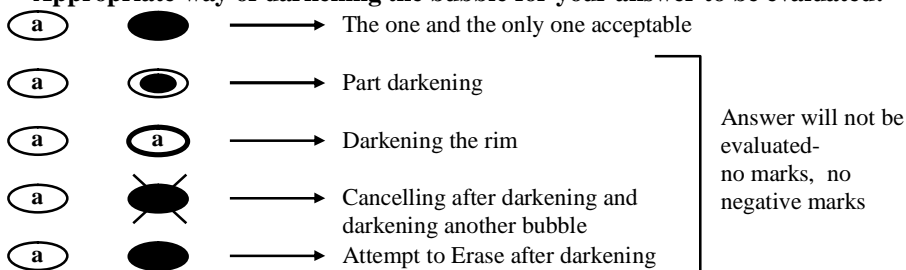 Appropriate way of darkening the bubble for your answer to be evaluated:
a The one and the only one acceptable
a Part darkening
a a Darkening the rim
a Cancelling after darkening and
darkening another bubble
a Attempt to Erase after darkening
Answer will not be
evaluated-
no marks, no
negative marks